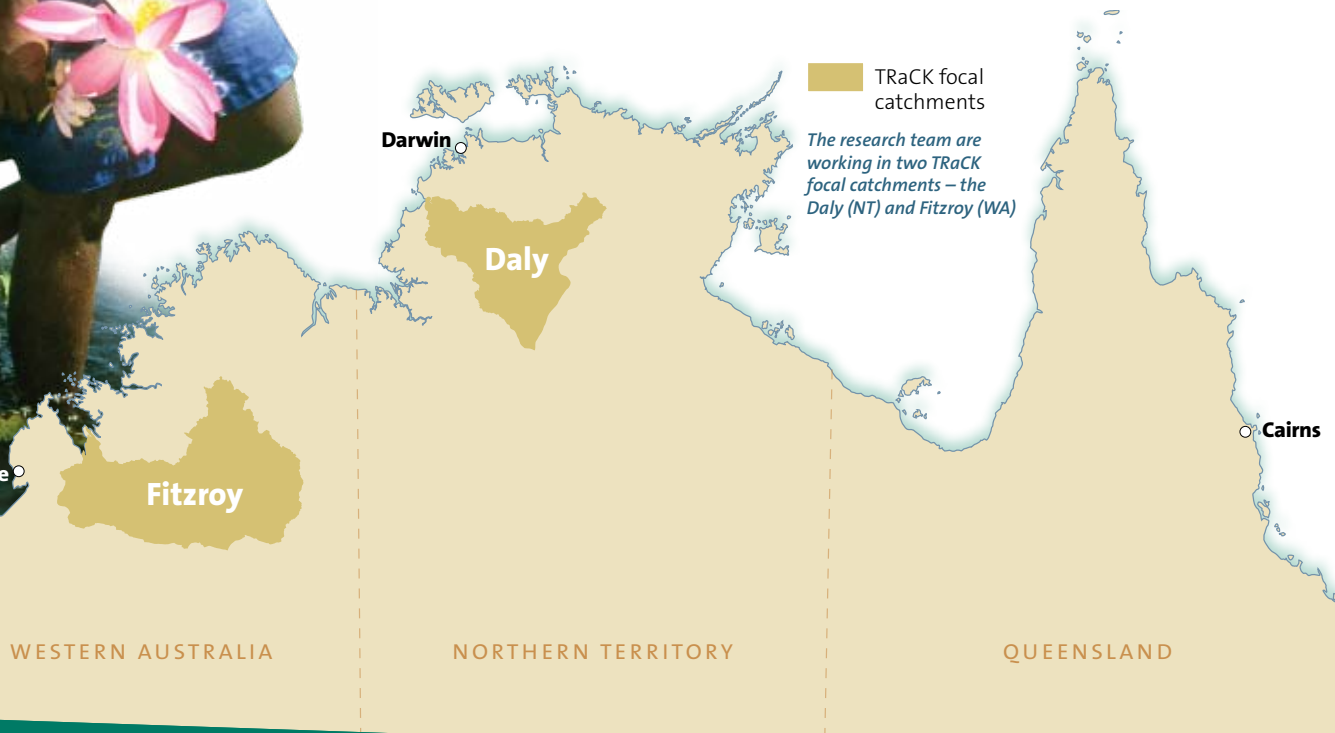 TRaCK focal
catchments
Darwin
The research team are
working in two TRaCK
focal catchments – the
Daly (NT) and Fitzroy (WA)
Daly
Cairns
Fitzroy
WESTERN AUSTRALIA
NORTHERN TERRITORY
QUEENSLAND